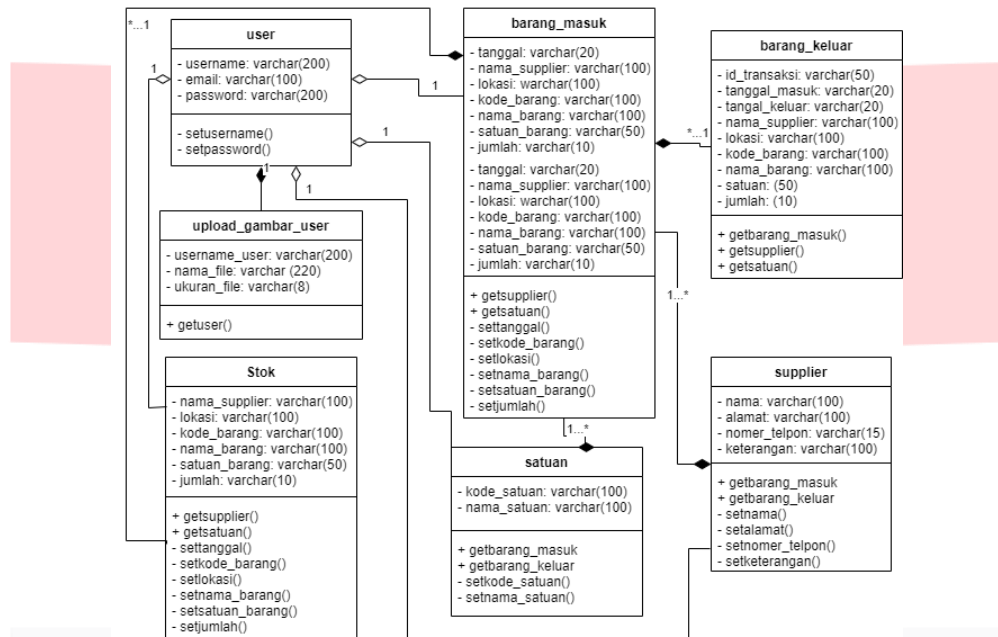 *...1
user
- username: varchar(200)
- email: varchar(100)
- password: varchar(200)
- setusername()
- setpassword()
1
1
1
1
1
upload_gambar_user
- username_user: varchar(200)
- nama_file: varchar (220)
- ukuran_file: varchar(8)
+ getuser()
Stok
- nama_supplier: varchar(100)
- lokasi: varchar(100)
- kode_barang: varchar(100)
- nama_barang: varchar(100)
- satuan_barang: varchar(50)
- jumlah: varchar(10)
+ getsupplier()
+ getsatuan()
- settanggal()
- setkode_barang()
- setlokasi()
- setnama_barang()
- setsatuan_barang()
- setjumlah()
barang_masuk
- tanggal: varchar(20)
- nama_supplier: varchar(100)
- lokasi: warchar(100)
- kode_barang: varchar(100)
- nama_barang: varchar(100)
- satuan_barang: varchar(50)
- jumlah: varchar(10)
- tanggal: varchar(20)
- nama_supplier: varchar(100)
- lokasi: warchar(100)
- kode_barang: varchar(100)
- nama_barang: varchar(100)
- satuan_barang: varchar(50)
- jumlah: varchar(10)
+ getsupplier()
+ getsatuan()
- settanggal()
- setkode_barang()
- setlokasi()
- setnama_barang()
- setsatuan_barang()
- setjumlah()
1...*
satuan
- kode_satuan: varchar(100)
- nama_satuan: varchar(100)
+ getbarang_masuk
+ getbarang_keluar
- setkode_satuan()
- setnama_satuan()
barang_keluar
- id_transaksi: varchar(50)
- tanggal_masuk: varchar(20)
- tangal_keluar: varchar(20)
- nama_supplier: varchar(100)
- lokasi: varchar(100)
- kode_barang: varchar(100)
- nama_barang: varchar(100)
- satuan: (50)
- jumlah: (10)
+ getbarang_masuk()
+ getsupplier()
+ getsatuan()
*...1
1...*
supplier
- nama: varchar(100)
- alamat: varchar(100)
- nomer_telpon: varchar(15)
- keterangan: varchar(100)
+ getbarang_masuk
+ getbarang_keluar
- setnama()
- setalamat()
- setnomer_telpon()
- setketerangan()